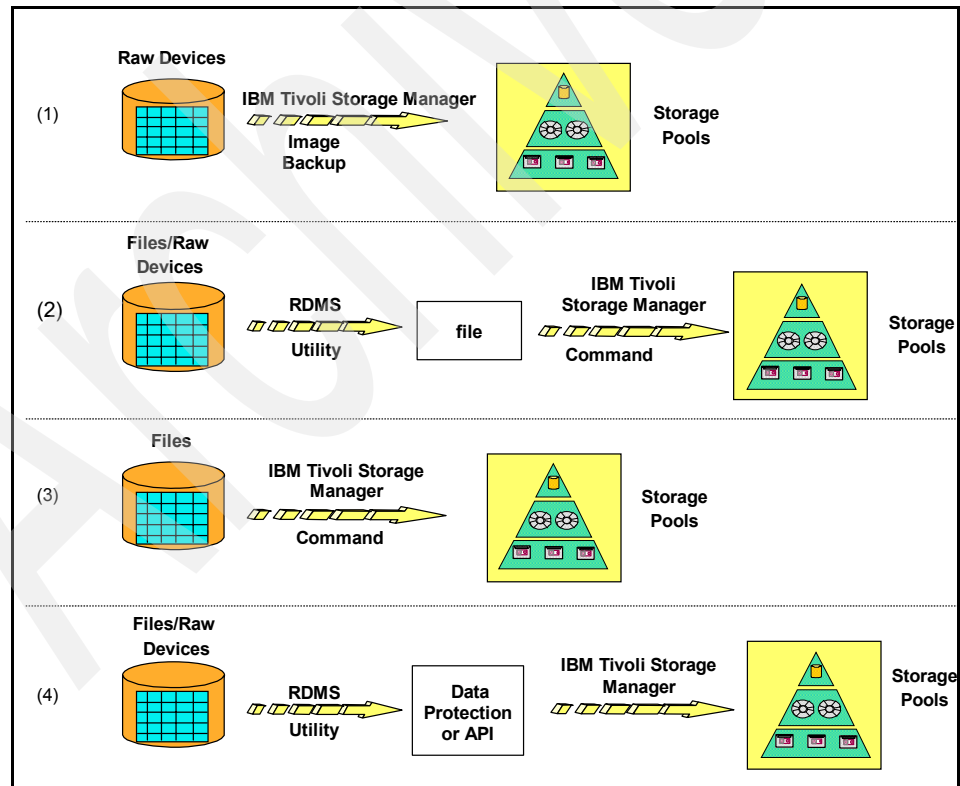 Raw Devices
(1)
IBM Tivoli Storage Manager
Image
Backup
Storage
Pools
Files/Raw
Devices
(2)
RDMS
Utility
file
IBM Tivoli
Storage Manager
Command
Storage
Pools
Files
(3)
IBM Tivoli Storage
Manager
Command
Storage
Pools
Files/Raw
Devices
(4)
RDMS
Utility
Data
Protection
or API
IBM Tivoli Storage
Manager
Storage
Pools